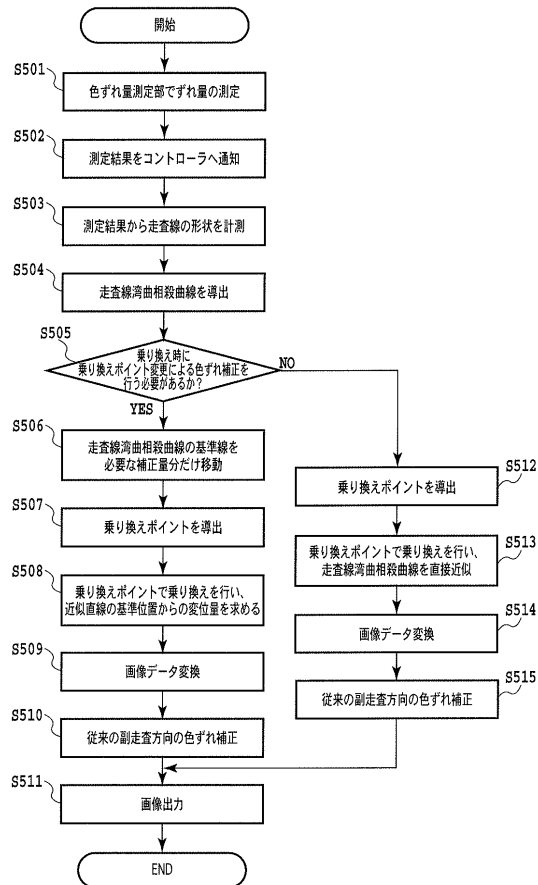 開始
S501
色ずれ量測定部でずれ量の測定
S502
測定結果をコントローラへ通知
S503
測定結果から走査線の形状を計測
S504
走査線湾曲相殺曲線を導出
S505
乗り換え時に
乗り換えポイント変更による色ずれ補正を
行う必要があるか?
NO
YES
S506
走査線湾曲相殺曲線の基準線を
必要な補正量分だけ移動
S507
乗り換えポイントを導出
S508
乗り換えポイントで乗り換えを行い、
近似直線の基準位置からの変位量を求める
S509
画像データ変換
S510
従来の副走査方向の色ずれ補正
S512
乗り換えポイントを導出
S513
乗り換えポイントで乗り換えを行い、
走査線湾曲相殺曲線を直接近似
S514
画像データ変換
S515
従来の副走査方向の色ずれ補正
S511
画像出力
END